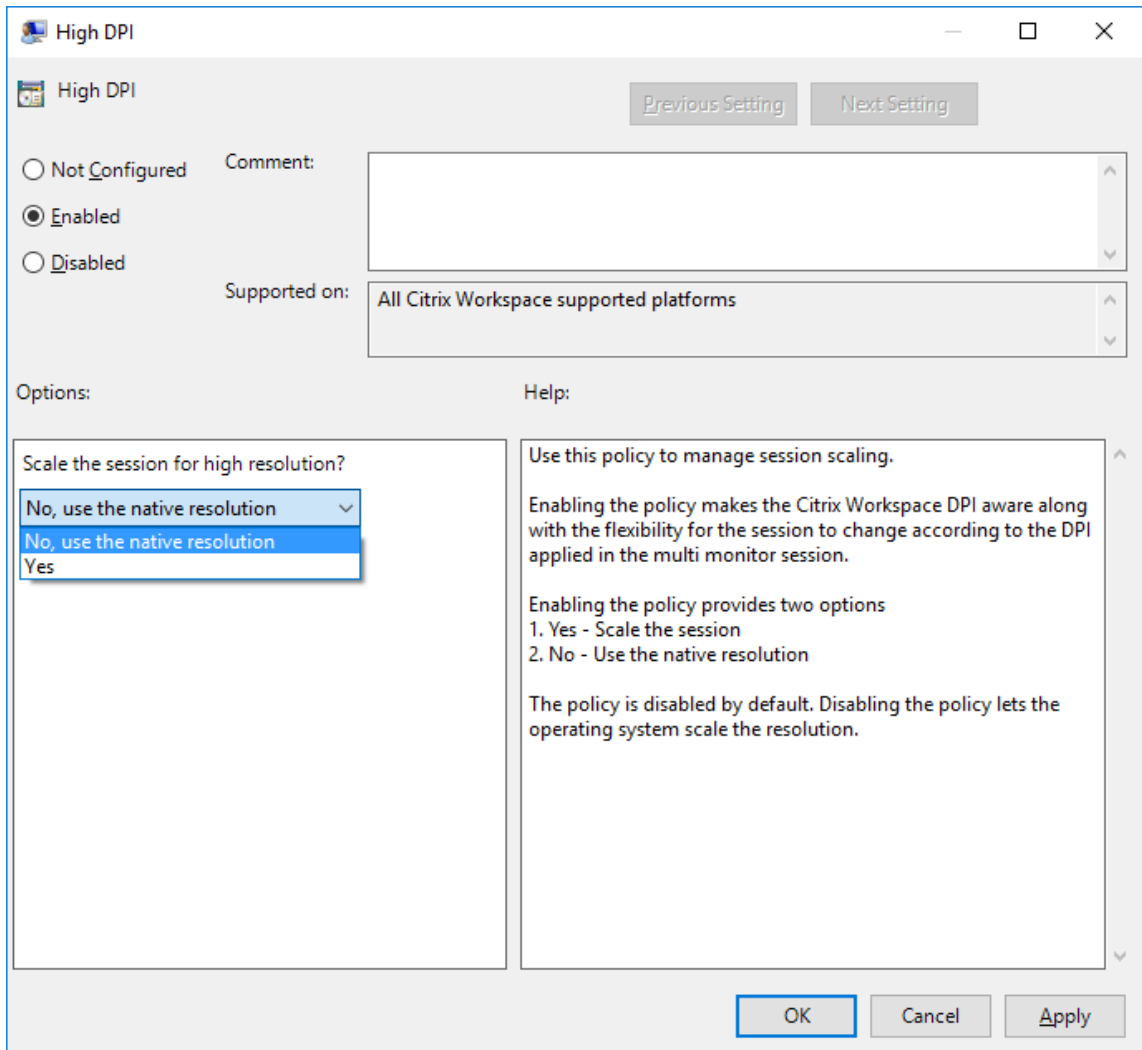 High DPI
High DPI
Previous Setting
Next Setting
Not Configured
Comment:
Enabled
Disabled
Supported on:
All Citrix Workspace supported platforms
Options:
Help:
Scale the session for high resolution?
No, use the native resolution
No, use the native resolution
Yes
Use this policy to manage session scaling.
Enabling the policy makes the Citrix Workspace DPI aware along
with the flexibility for the session to change according to the DPI
applied in the multi monitor session.
Enabling the policy provides two options
1. Yes - Scale the session
2. No - Use the native resolution
The policy is disabled by default. Disabling the policy lets the
operating system scale the resolution.
OK
Cancel
Apply